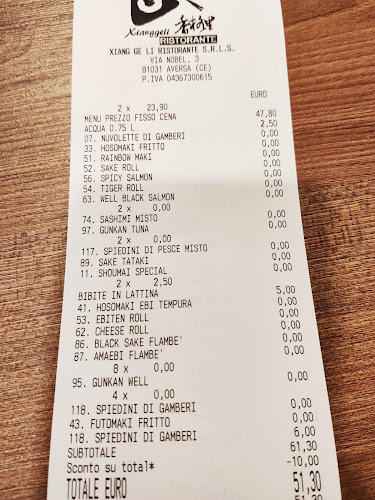 Xianggeli 香格里
RISTORANTE
XIANG GE LI RISTORANTE S.R.L.S.
VIA NOBEL, 3
81031 AVERSA (CE)
P.IVA 04367300615
EURO
2 x 23,90
MENU PREZZO FISSO CENA 47,80
ACQUA 0.75 L 2,50
07. NUVOLETTE DI GAMBERI 0,00
33. HOSOMAKI FRITTO 0,00
51. RAINBOW MAKI 0,00
52. SAKE ROLL 0,00
56. SPICY SALMON 0,00
54. TIGER ROLL 0,00
63. WELL BLACK SALMON 0,00
2 x 0,00
74. SASHIMI MISTO 0,00
97. GUNKAN TUNA 0,00
2 x 0,00
117. SPIEDINI DI PESCE MISTO 0,00
89. SAKE TATAKI 0,00
11. SHOUMAI SPECIAL 0,00
2 x 2,50
BIBITE IN LATTINA 5,00
41. HOSOMAKI EBI TEMPURA 0,00
53. EBITEN ROLL 0,00
62. CHEESE ROLL 0,00
86. BLACK SAKE FLAMBE' 0,00
87. AMAEBI FLAMBE' 0,00
8 x 0,00
95. GUNKAN WELL 0,00
4 x 0,00
118. SPIEDINI DI GAMBERI 0,00
43. FUTOMAKI FRITTO 0,00
118. SPIEDINI DI GAMBERI 6,00
SUBTOTALE 61,30
Sconto su total* -10,00
TOTALE EURO 51,30